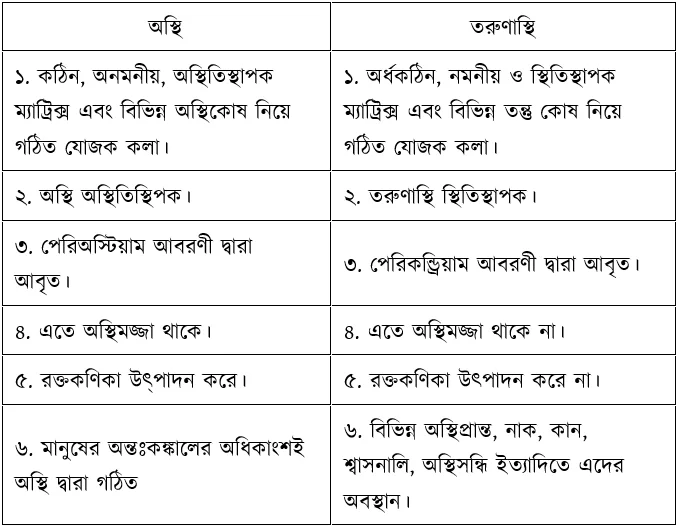 অস্থি
তরুণাস্থি
১. কঠিন, অনমনীয়, অস্থিতিস্থাপক
ম্যাট্রিক্স এবং বিভিন্ন অস্থিকোষ নিয়ে
গঠিত যোজক কলা।
১. অর্ধকঠিন, নমনীয় ও স্থিতিস্থাপক
ম্যাট্রিক্স এবং বিভিন্ন তন্তু কোষ নিয়ে
গঠিত যোজক কলা।
২. অস্থি অস্থিতিস্থিপক।
২. তরুণাস্থি স্থিতিস্থাপক।
৩. পেরিঅস্টিয়াম আবরণী দ্বারা
আবৃত।
৩. পেরিকন্ড্রিয়াম আবরণী দ্বারা আবৃত।
৪. এতে অস্থিমজ্জা থাকে।
৪. এতে অস্থিমজ্জা থাকে না।
৫. রক্তকণিকা উৎপাদন করে।
৫. রক্তকণিকা উৎপাদন করে না।
৬. মানুষের অন্তঃকঙ্কালের অধিকাংশই
অস্থি দ্বারা গঠিত
৬. বিভিন্ন অস্থিপ্রান্ত, নাক, কান,
শ্বাসনালি, অস্থিসন্ধি ইত্যাদিতে এদের
অবস্থান।